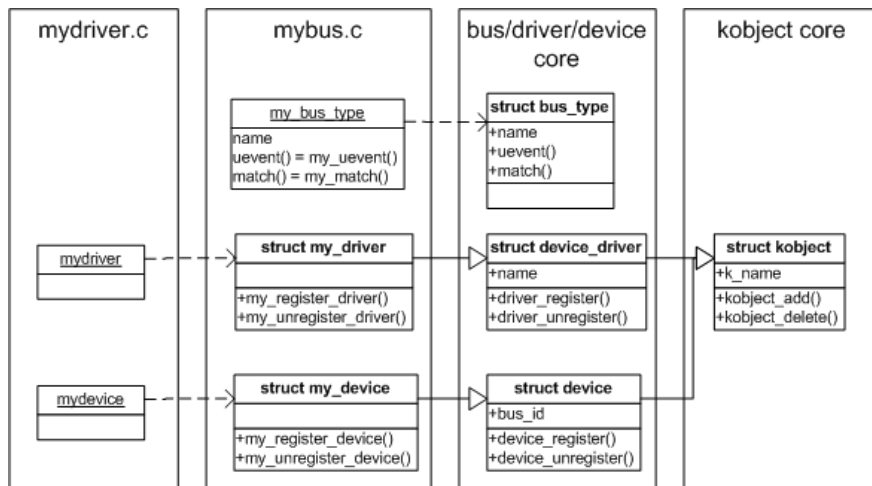 mydriver.c
mybus.c
bus/driver/device
core
kobject core
my_bus_type
name
uevent() = my_uevent()
match() = my_match()
struct bus_type
+name
+uevent()
+match()
mydriver
struct my_driver
+my_register_driver()
+my_unregister_driver()
struct device_driver
+name
+driver_register()
+driver_unregister()
struct kobject
+k_name
+kobject_add()
+kobject_delete()
mydevice
struct my_device
+my_register_device()
+my_unregister_device()
struct device
+bus_id
+device_register()
+device_unregister()